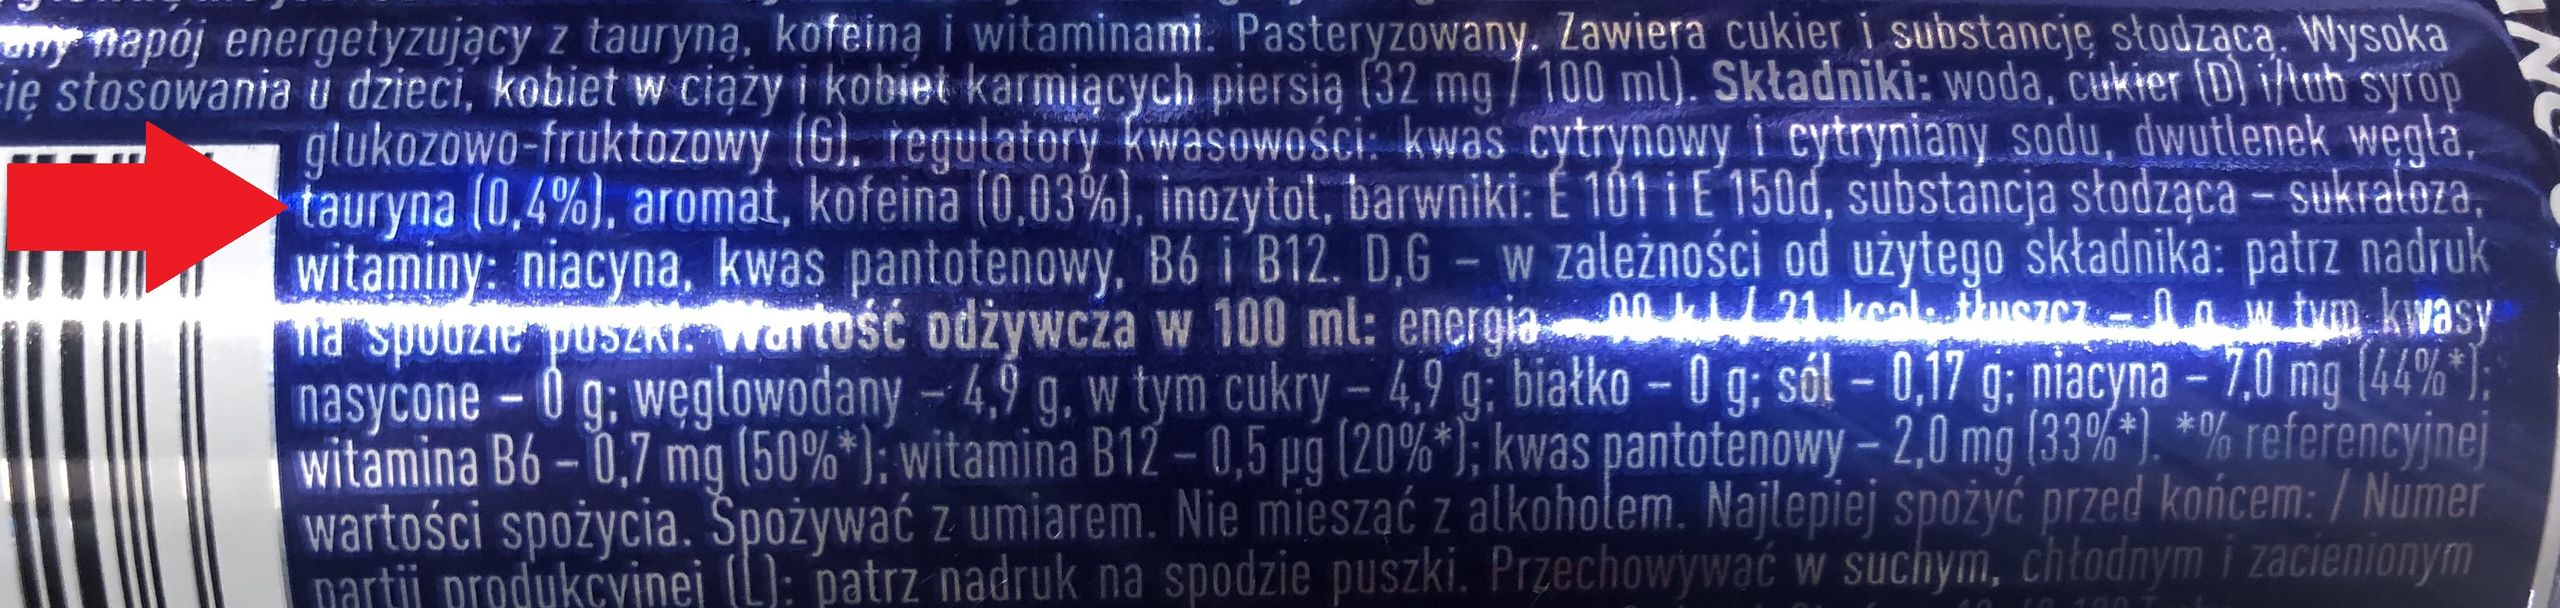 napój energetyzujący z tauryną, kofeiną i witaminami. Pasteryzowany. Zawiera cukier i substancję słodzącą. Wysoka
się stosowania u dzieci, kobiet w ciąży i kobiet karmiących piersią (32 mg / 100 ml). Składniki: woda, cukier (D) i/lub syrop
glukozowo-fruktozowy (G), regulatory kwasowości: kwas cytrynowy i cytryniany sodu, dwutlenek węgla,
tauryna (0,4%), aromat, kofeina (0,03%), inozytol, barwniki: E 101 i E 150d, substancja słodząca – sukraloza,
witaminy: niacyna, kwas pantotenowy, B6 i B12. D,G – w zależności od użytego składnika: patrz nadruk
na spodzie puszki. Wartość odżywcza w 100 ml: energia kJ / 21 kcal; tłuszcz – 0 g, w tym kwasy
nasycone – 0 g; węglowodany – 4,9 g, w tym cukry – 4,9 g; białko – 0 g; sól – 0,17 g; niacyna – 7,0 mg (44%*);
witamina B6 – 0,7 mg (50%*); witamina B12 – 0,5 µg (20%*); kwas pantotenowy – 2,0 mg (33%*). *% referencyjnej
wartości spożycia. Spożywać z umiarem. Nie mieszać z alkoholem. Najlepiej spożyć przed końcem: / Numer
partii produkcyjnej (L): patrz nadruk na spodzie puszki. Przechowywać w suchym, chłodnym i zacienionym